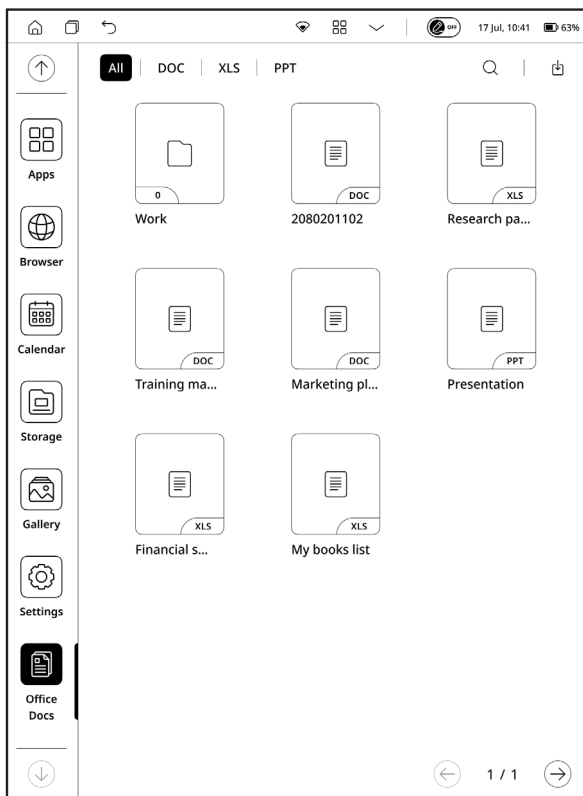 OFF
17 Jul, 10:41
63%
All
DOC
XLS
PPT
Apps
Browser
Calendar
Storage
Gallery
Settings
Office
Docs
0
Work
DOC
2080201102
XLS
Research pa...
DOC
Training ma...
DOC
Marketing pl...
PPT
Presentation
XLS
Financial s...
XLS
My books list
1 / 1